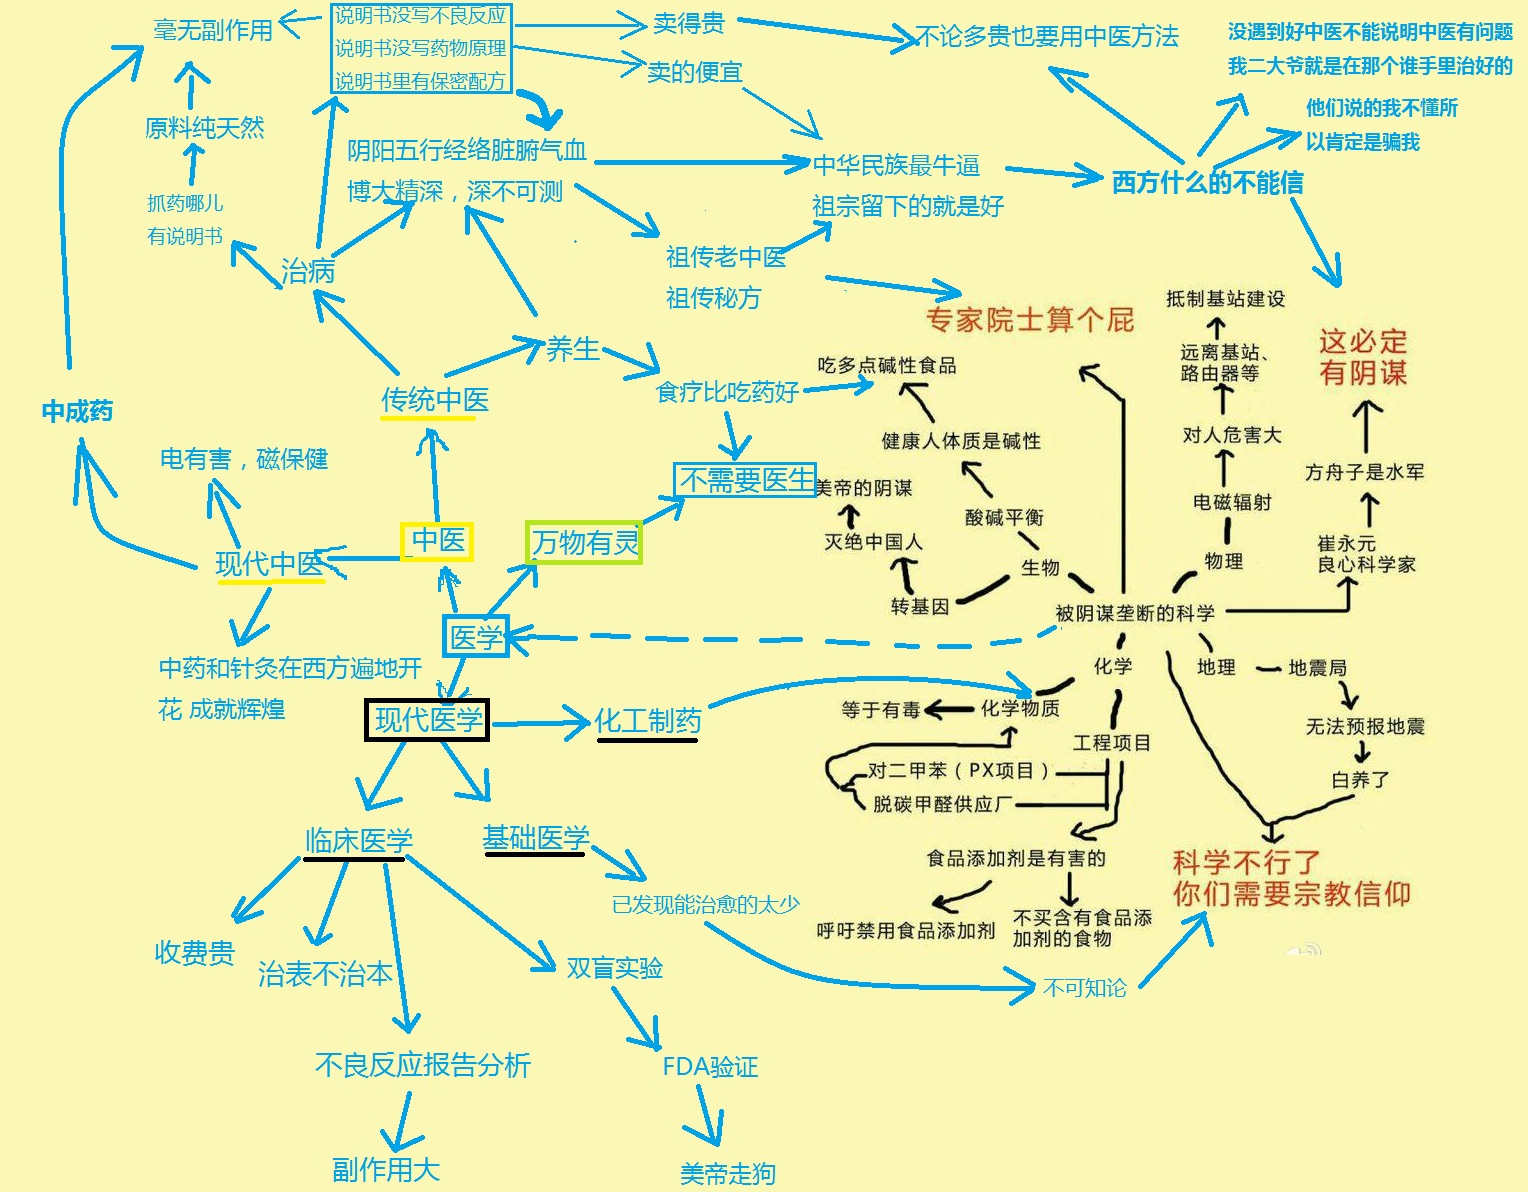 毫无副作用
说明书没写不良反应
说明书没写药物原理
说明书里有保密配方
卖得贵
卖的便宜
不论多贵也要用中医方法
没遇到好中医不能说明中医有问题
我二大爷就是在那个谁手里治好的
他们说的我不懂所
以肯定是骗我
原料纯天然
抓药哪儿
有说明书
阴阳五行经络脏腑气血
博大精深，深不可测
中华民族最牛逼
祖宗留下的就是好
西方什么的不能信
治病
祖传老中医
祖传秘方
专家院士算个屁
抵制基站建设
远离基站、
路由器等
这必定
有阴谋
养生
吃多点碱性食品
食疗比吃药好
传统中医
中成药
健康人体质是碱性
对人危害大
方舟子是水军
电有害，磁保健
不需要医生
美帝的阴谋
酸碱平衡
电磁辐射
中医
万物有灵
灭绝中国人
崔永元
良心科学家
现代中医
生物
物理
转基因
被阴谋垄断的科学
医学
化学
地理
地震局
中药和针灸在西方遍地开
花 成就辉煌
现代医学
化工制药
等于有毒
化学物质
工程项目
无法预报地震
对二甲苯（PX项目）
白养了
脱碳甲醛供应厂
临床医学
基础医学
食品添加剂是有害的
科学不行了
你们需要宗教信仰
已发现能治愈的太少
呼吁禁用食品添加剂
不买含有食品添
加剂的食物
收费贵
治表不治本
双盲实验
不可知论
不良反应报告分析
FDA验证
副作用大
美帝走狗